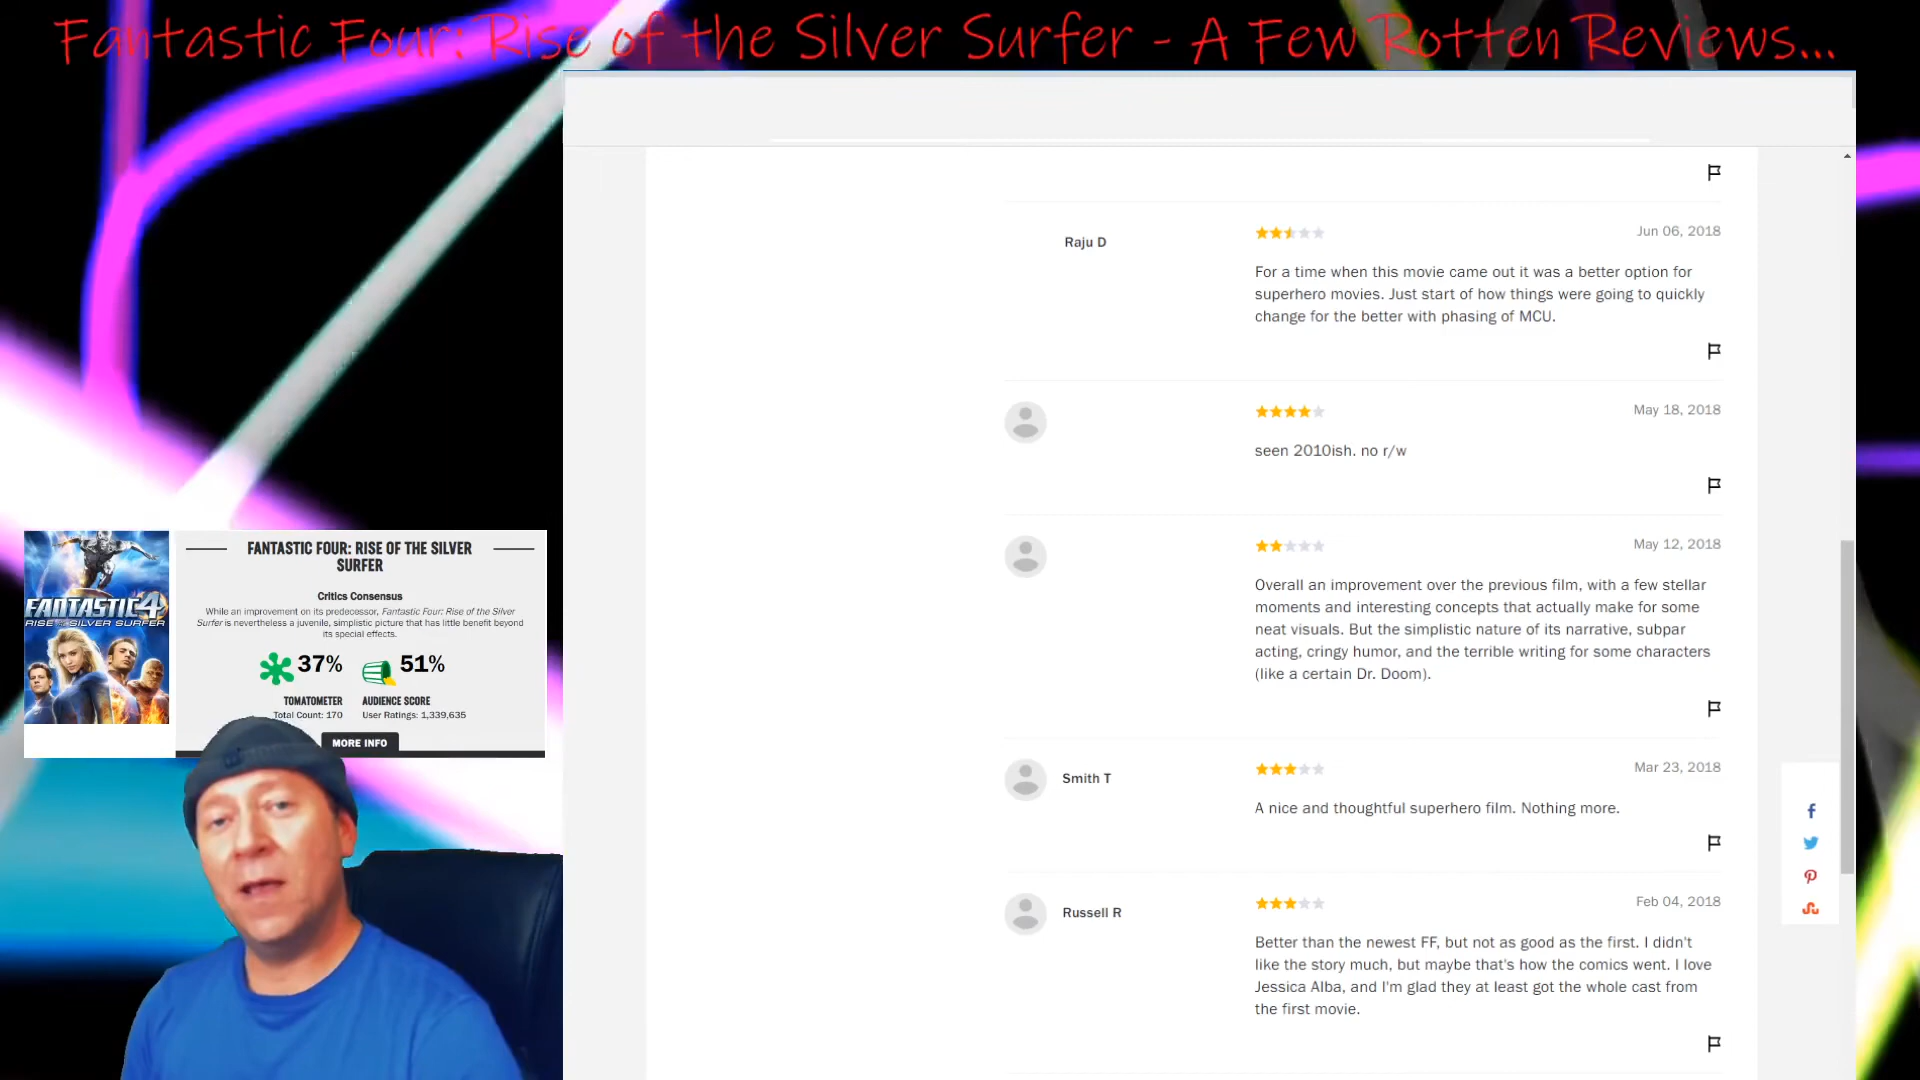 Fantastic Four: Rise of the Silver Surfer - A Few Rotten Reviews...
Raju D
Jun 06, 2018
For a time when this movie came out it was a better option for
superhero movies. Just start of how things were going to quickly
change for the better with phasing of MCU.
May 18, 2018
seen 2010ish. no r/w
May 12, 2018
Overall an improvement over the previous film, with a few stellar
moments and interesting concepts that actually make for some
neat visuals. But the simplistic nature of its narrative, subpar
acting, cringy humor, and the terrible writing for some characters
(like a certain Dr. Doom).
Smith T
Mar 23, 2018
A nice and thoughtful superhero film. Nothing more.
Russell R
Feb 04, 2018
Better than the newest FF, but not as good as the first. I didn't
like the story much, but maybe that's how the comics went. I love
Jessica Alba, and I'm glad they at least got the whole cast from
the first movie.
FANTASTIC 4
RISE OF THE SILVER SURFER
FANTASTIC FOUR: RISE OF THE SILVER
SURFER
Critics Consensus
While an improvement on its predecessor, Fantastic Four: Rise of the Silver
Surfer is nevertheless a juvenile, simplistic picture that has little benefit beyond
its special effects.
37%
51%
TOMATOMETER
AUDIENCE SCORE
Total Count: 170
User Ratings: 1,339,635
MORE INFO